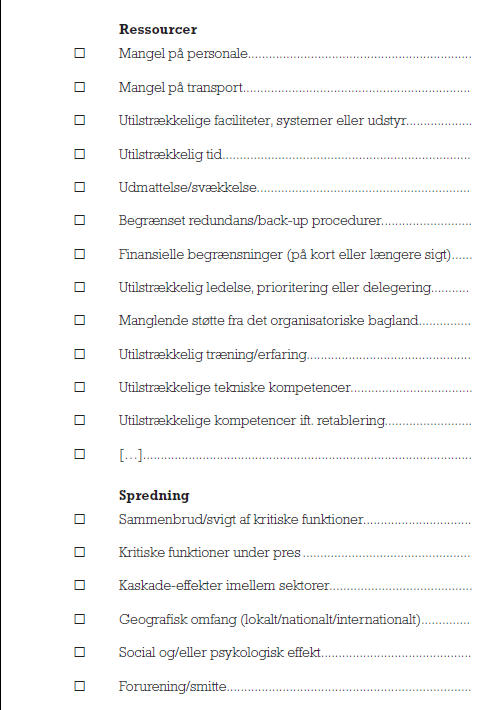 Ressourcer
☐ Mangel på personale..............................................................
☐ Mangel på transport...............................................................
☐ Utilstrækkelige faciliteter, systemer eller udstyr..................
☐ Utilstrækkelig tid.....................................................................
☐ Udmattelse/svækkelse...........................................................
☐ Begrænset redundans/back-up procedurer.........................
☐ Finansielle begrænsninger (på kort eller længere sigt)......
☐ Utilstrækkelig ledelse, prioritering eller delegering...........
☐ Manglende støtte fra det organisatoriske bagland...............
☐ Utilstrækkelig træning/erfaring..............................................
☐ Utilstrækkelige tekniske kompetencer..................................
☐ Utilstrækkelige kompetencer ift. retablering........................
☐ […]...........................................................................................
Spredning
☐ Sammenbrud/svigt af kritiske funktioner..............................
☐ Kritiske funktioner under pres...............................................
☐ Kaskade-effekter imellem sektorer........................................
☐ Geografisk omfang (lokalt/nationalt/internationalt)..............
☐ Social og/eller psykologisk effekt..........................................
☐ Forurening/smitte....................................................................